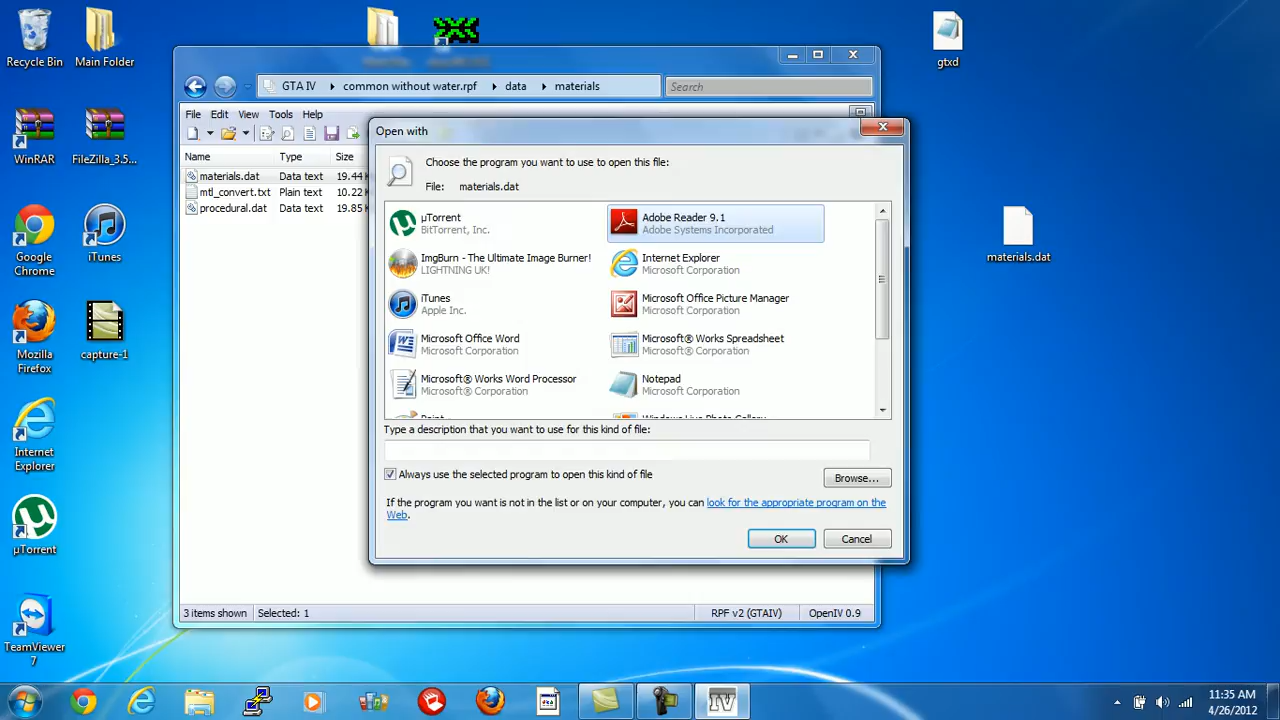 Recycle Bin
Main Folder
gtxd
GTA IV
common without water.rpf
data
materials
Search
File
Edit
View
Tools
Help
Name
Type
Size
materials.dat
Data text
19.44 K
mtl_convert.txt
Plain text
10.22 K
procedural.dat
Data text
19.85 K
WinRAR
FileZilla_3.5...
Google Chrome
iTunes
Mozilla Firefox
capture-1
Internet Explorer
µTorrent
TeamViewer 7
materials.dat
Open with
Choose the program you want to use to open this file:
File: materials.dat
µTorrent
BitTorrent, Inc.
Adobe Reader 9.1
Adobe Systems Incorporated
ImgBurn - The Ultimate Image Burner!
LIGHTNING UK!
Internet Explorer
Microsoft Corporation
iTunes
Apple Inc.
Microsoft Office Picture Manager
Microsoft Corporation
Microsoft Office Word
Microsoft Corporation
Microsoft® Works Spreadsheet
Microsoft® Corporation
Microsoft® Works Word Processor
Microsoft® Corporation
Notepad
Microsoft Corporation
Paint
Windows Live Photo Gallery
Type a description that you want to use for this kind of file:
Always use the selected program to open this kind of file
Browse...
If the program you want is not in the list or on your computer, you can look for the appropriate program on the
Web.
OK
Cancel
3 items shown
Selected: 1
RPF v2 (GTAIV)
OpenIV 0.9
IV
11:35 AM
4/26/2012